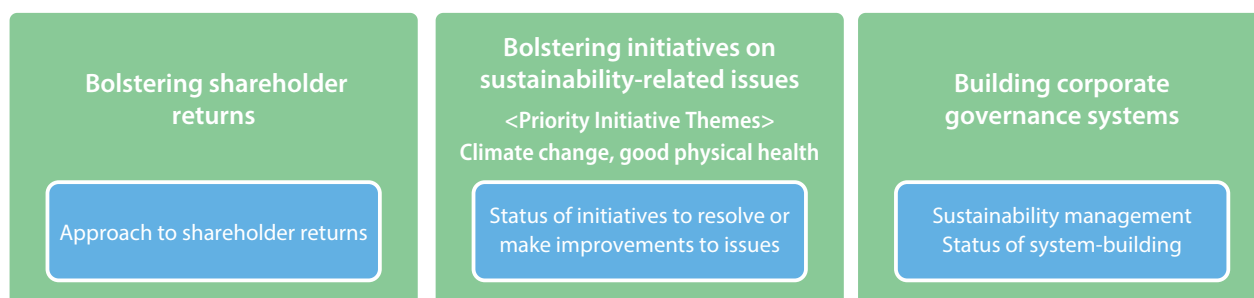 Bolstering shareholder
returns
Approach to shareholder returns
Bolstering initiatives on
sustainability-related issues
<Priority Initiative Themes>
Climate change, good physical health
Status of initiatives to resolve or
make improvements to issues
Building corporate
governance systems
Sustainability management
Status of system-building